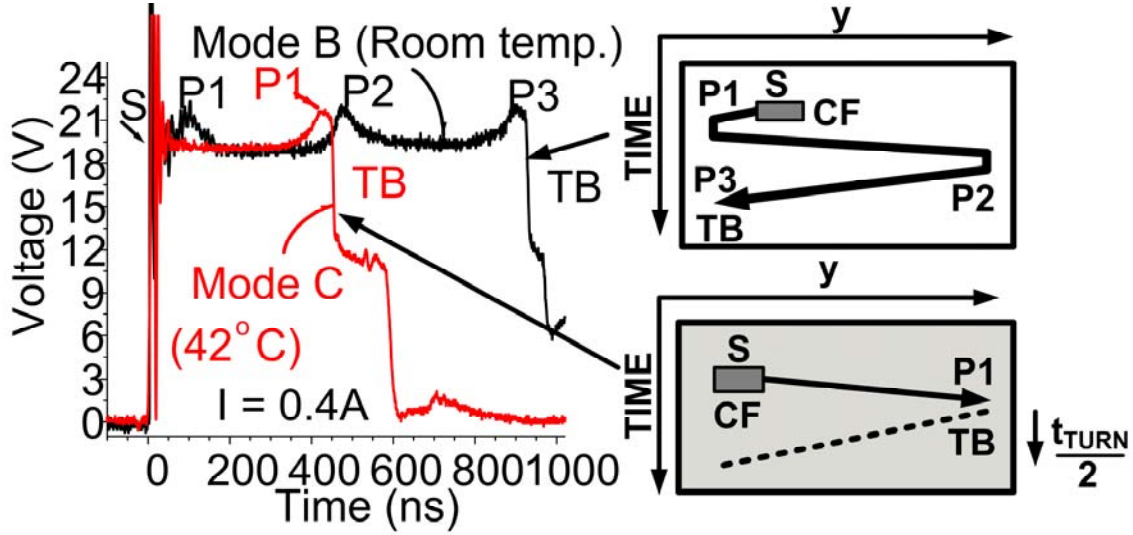 Voltage (V)
24
21
18
15
12
9
6
3
0
S
P1
Mode B (Room temp.)
P1
P2
P3
TB
TB
Mode C
(42°C)
I = 0.4A
0 200 400 600 800 1000
Time (ns)
y
TIME
S
P1
CF
P3
P2
TB
y
TIME
S
P1
CF
TB
tTURN
2